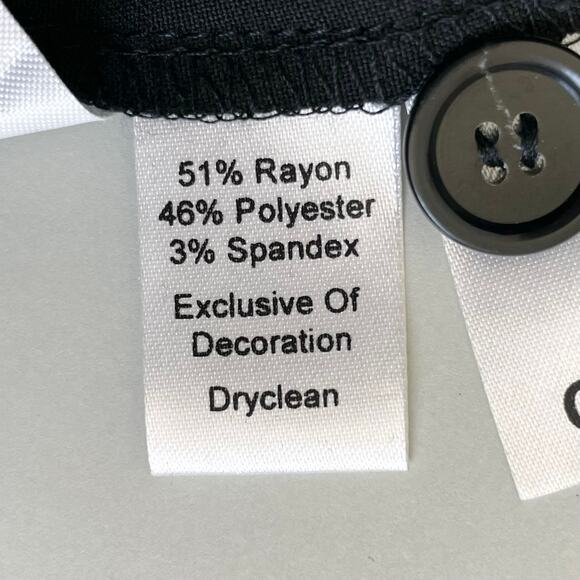 51% Rayon
46% Polyester
3% Spandex
Exclusive Of
Decoration
Dryclean